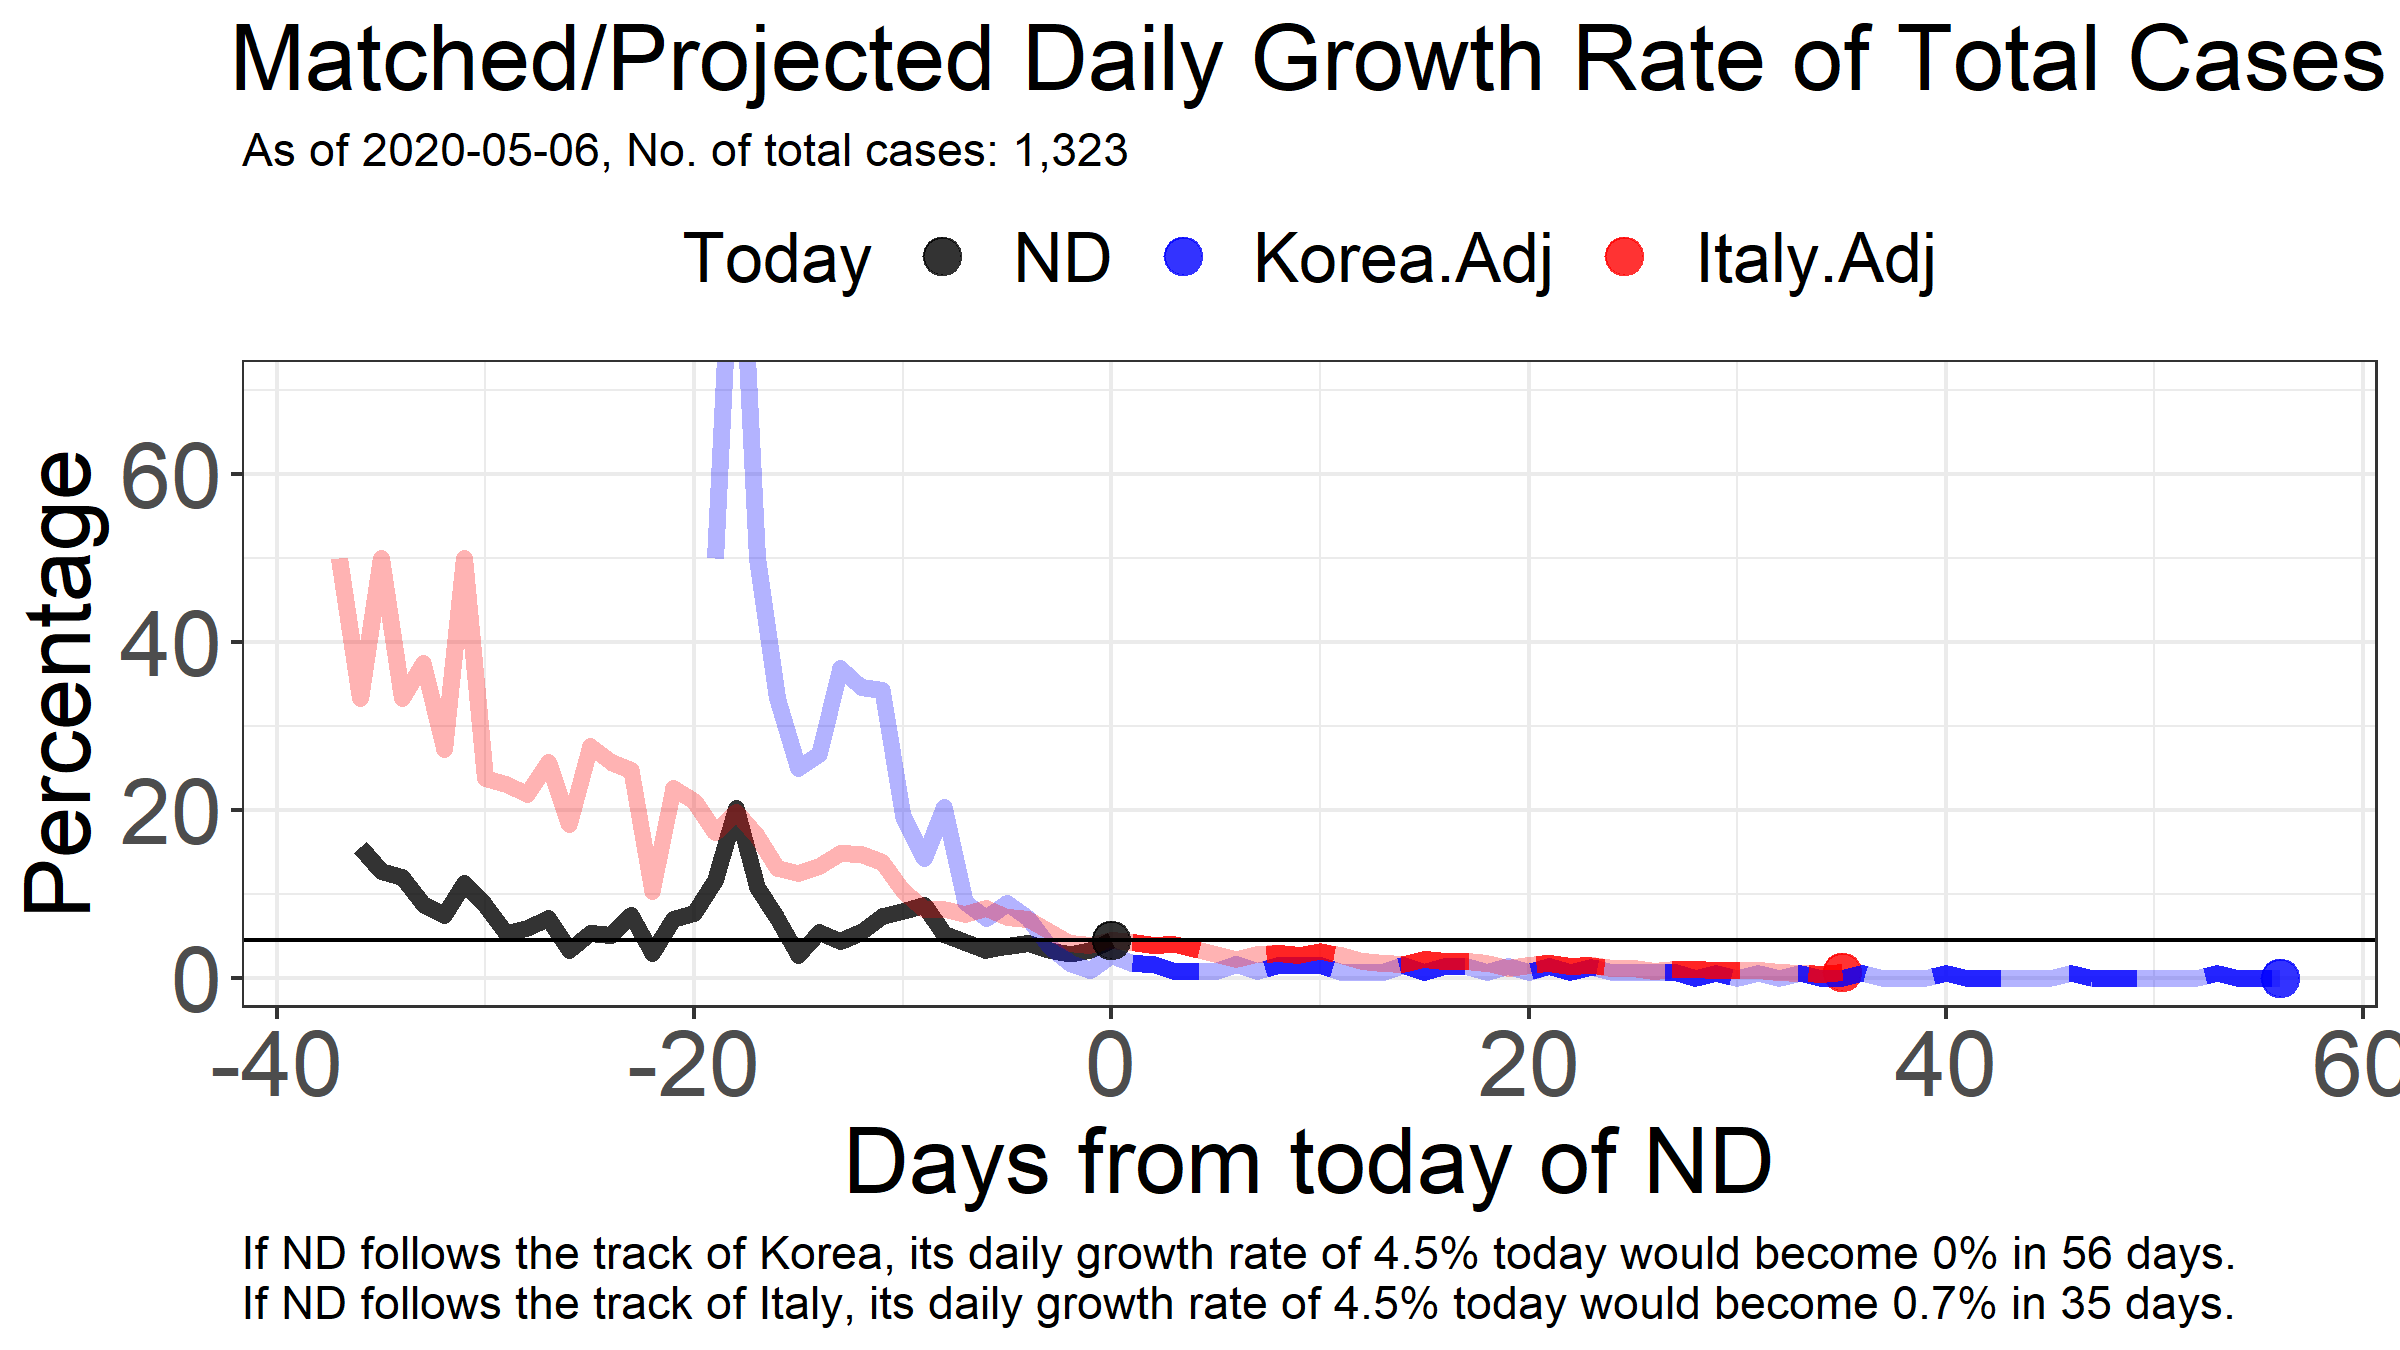 Matched/Projected Daily Growth Rate of Total Cases
As of 2020-05-06, No. of total cases: 1,323
Today ND Korea.Adj Italy.Adj
Percentage
60
40
20
0
-40 -20 0 20 40 60
Days from today of ND
If ND follows the track of Korea, its daily growth rate of 4.5% today would become 0% in 56 days.
If ND follows the track of Italy, its daily growth rate of 4.5% today would become 0.7% in 35 days.